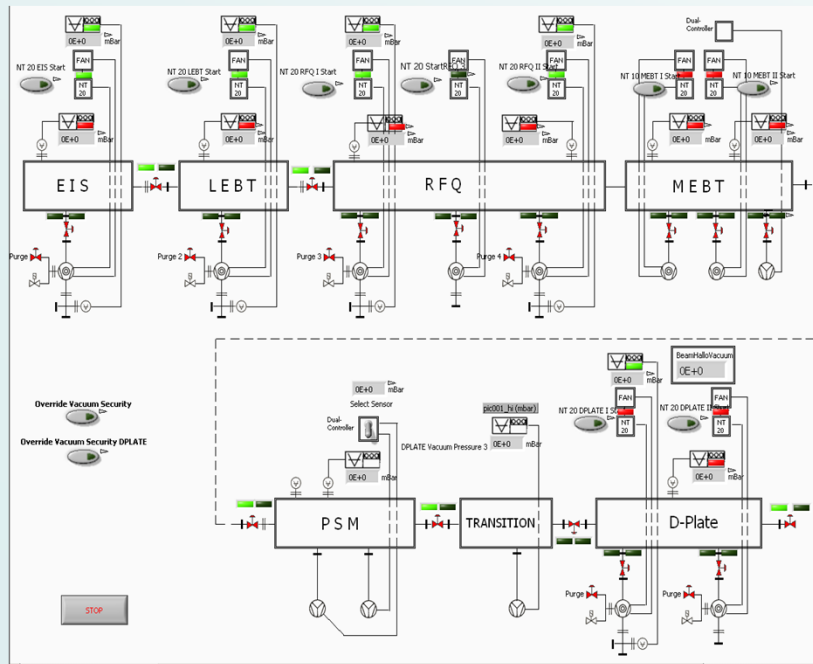 0E+0 mBar
0E+0 mBar
0E+0 mBar
0E+0 mBar
Dual-
Controller
NT 20 EIS Start
FAN
NT
20
NT 20 LEBT Start
FAN
NT
20
NT 20 RFQ I Start
FAN
NT
20
FAN
NT
20
NT 20 RFQ II Start
FAN
NT
20
NT 10 MEBT I Start
FAN
NT
20
FAN
NT
20
NT 10 MEBT II Start
0E+0 mBar
0E+0 mBar
0E+0 mBar
0E+0 mBar
0E+0 mBar
0E+0 mBar
EIS
LEBT
RFQ
MEBT
Purge
Purge 2
Purge 3
Purge 4
S
S
S
S
BeamHalloVacuum
0E+0
0E+0 mBar
0E+0 mBar
Select Sensor
Dual-
Controller
pic001_hi (mbar)
0E+0 mBar
DPLATE Vacuum Pressure 3
NT 20 DPLATE I Start
FAN
NT
20
NT 20 DPLATE II Start
FAN
NT
20
Override Vacuum Security
Override Vacuum Security DPLATE
0E+0 mBar
0E+0 mBar
PSM
TRANSITION
D-Plate
Purge
Purge
S
S
STOP